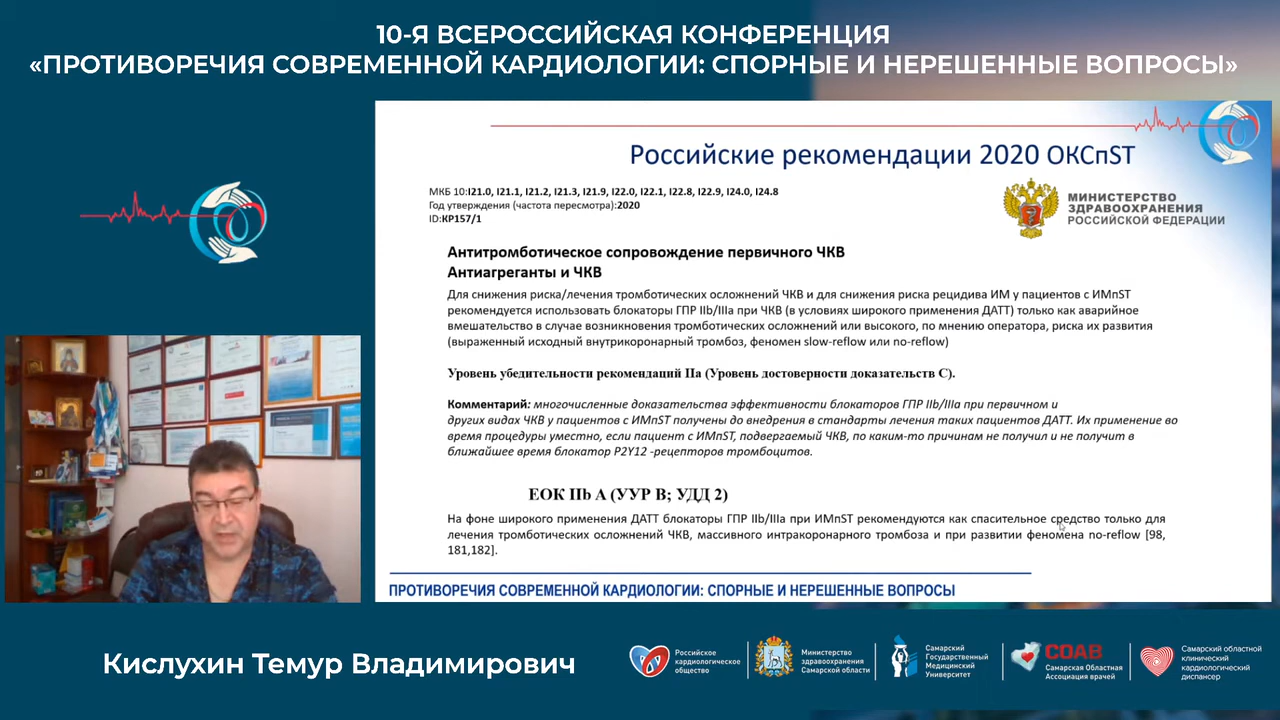 10-Я ВСЕРОССИЙСКАЯ КОНФЕРЕНЦИЯ
«ПРОТИВОРЕЧИЯ СОВРЕМЕННОЙ КАРДИОЛОГИИ: СПОРНЫЕ И НЕРЕШЕННЫЕ ВОПРОСЫ»
Российские рекомендации 2020 ОКСпST
МКБ 10:I21.0, I21.1, I21.2, I21.3, I21.9, I22.0, I22.1, I22.8, I22.9, I24.0, I24.8
Год утверждения (частота пересмотра):2020
ID:КР157/1
МИНИСТЕРСТВО
ЗДРАВООХРАНЕНИЯ
РОССИЙСКОЙ ФЕДЕРАЦИИ
Антитромботическое сопровождение первичного ЧКВ
Антиагреганты и ЧКВ
Для снижения риска/лечения тромботических осложнений ЧКВ и для снижения риска рецидива ИМ у пациентов с ИМпST
рекомендуется использовать блокаторы ГПР IIb/IIIa при ЧКВ (в условиях широкого применения ДАТТ) только как аварийное
вмешательство в случае возникновения тромботических осложнений или высокого, по мнению оператора, риска их развития
(выраженный исходный внутрикоронарный тромбоз, феномен slow-reflow или no-reflow)
Уровень убедительности рекомендаций IIa (Уровень достоверности доказательств C).
Комментарий: многочисленные доказательства эффективности блокаторов ГПР IIb/IIIa при первичном и
других видах ЧКВ у пациентов с ИМпST получены до внедрения в стандарты лечения таких пациентов ДАТТ. Их применение во
время процедуры уместно, если пациент с ИМпST, подвергаемый ЧКВ, по каким-то причинам не получил и не получит в
ближайшее время блокатор P2Y12 -рецепторов тромбоцитов.
ЕОК IIb A (УУР B; УДД 2)
На фоне широкого применения ДАТТ блокаторы ГПР IIb/IIIa при ИМпST рекомендуются как спасительное средство только для
лечения тромботических осложнений ЧКВ, массивного интракоронарного тромбоза и при развитии феномена no-reflow [98,
181,182].
ПРОТИВОРЕЧИЯ СОВРЕМЕННОЙ КАРДИОЛОГИИ: СПОРНЫЕ И НЕРЕШЕННЫЕ ВОПРОСЫ
Кислухин Темур Владимирович
Российское
кардиологическое
общество
Министерство
здравоохранения
Самарской области
Самарский
Государственный
Медицинский
Университет
СОАВ
Самарская Областная
Ассоциация врачей
Самарский областной
клинический
кардиологический
диспансер